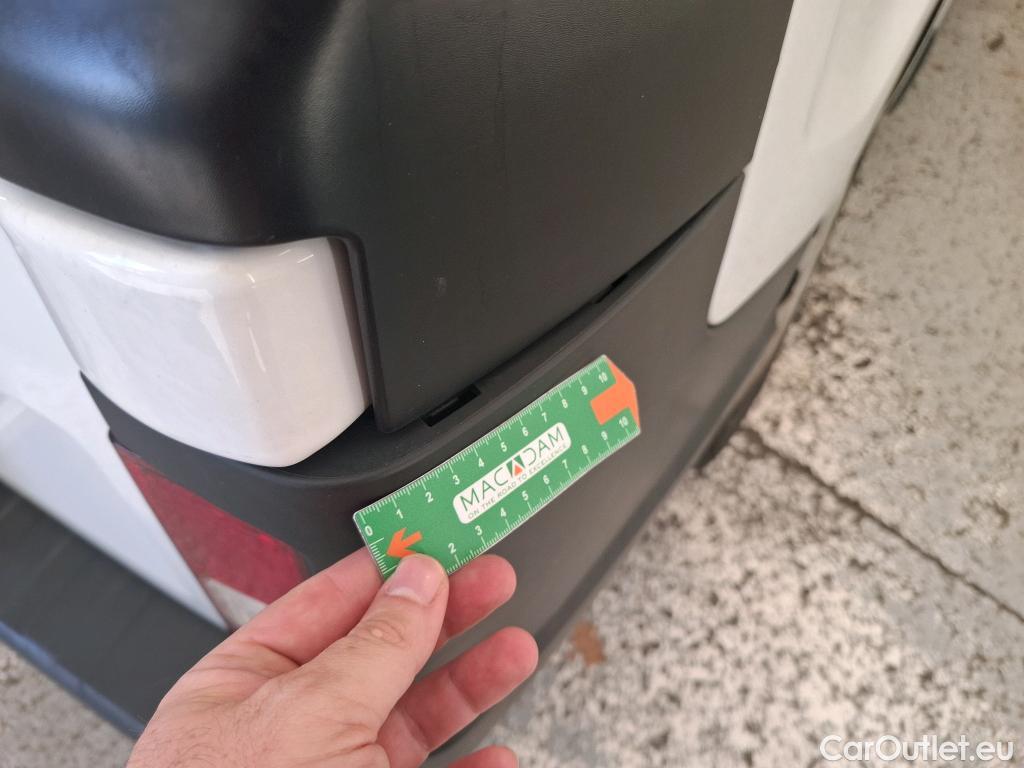 0 1 2 3 4 5 6 7 8 9 10
MACADAM
ON THE ROAD TO EXCELLENCE
2 3 4 5 6 7 8 9 10
CarOutlet.eu